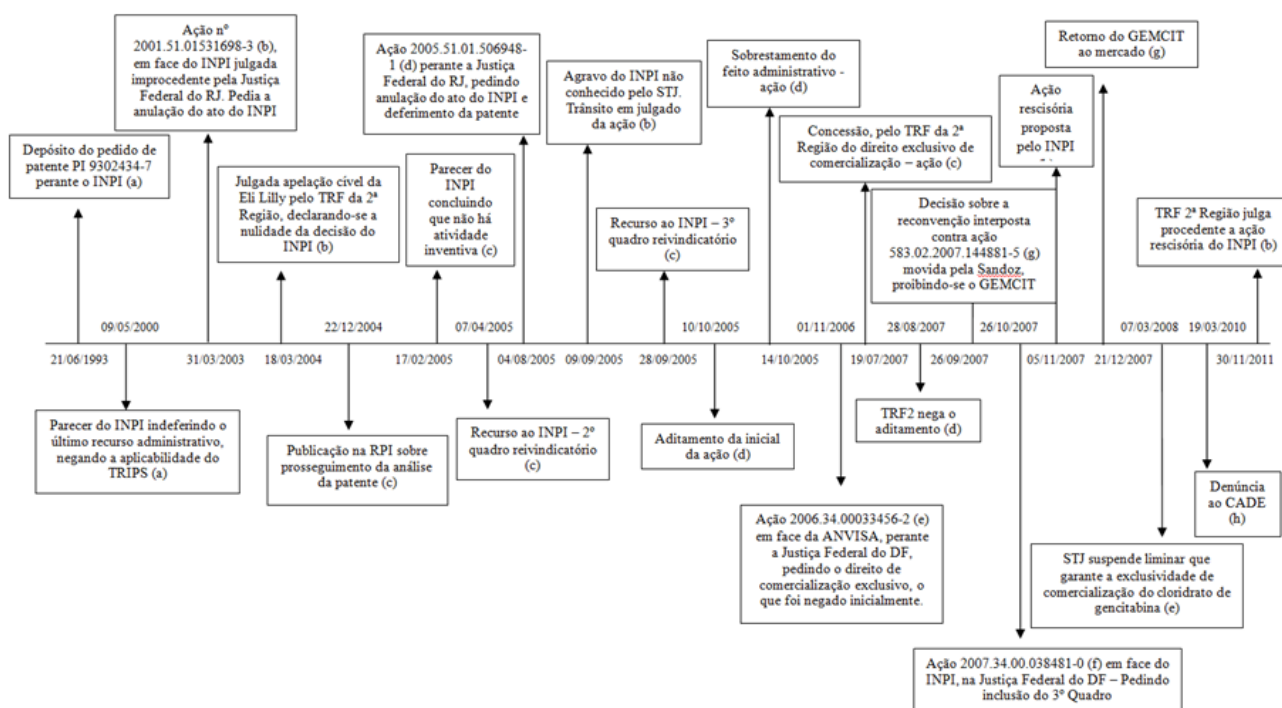 Ação nº
2001.51.01531698-3 (b),
em face do INPI julgada
improcedente pela Justiça
Federal do RJ. Pedia a
anulação do ato do INPI
Ação 2005.51.01.506948-
1 (d) perante a Justiça
Federal do RJ, pedindo
anulação do ato do INPI e
deferimento da patente
Sobrestamento do
feito administrativo -
ação (d)
Retorno do GEMCIT
ao mercado (g)
Depósito do pedido de
patente PI 9302434-7
perante o INPI (a)
Julgada apelação cível da
Eli Lilly pelo TRF da 2ª
Região, declarando-se a
nulidade da decisão do
INPI (b)
Parecer do
INPI
concluindo
que não há
atividade
inventiva (c)
Agravo do INPI não
conhecido pelo STJ.
Trânsito em julgado
da ação (b)
Recurso ao INPI – 3º
quadro reivindicatório
(c)
Concessão, pelo TRF da 2ª
Região do direito exclusivo de
comercialização – ação (c)
Decisão sobre a
reconvenção interposta
contra ação
583.02.2007.144881-5 (g)
movida pela Sandoz,
proibindo-se o GEMCIT
Ação
rescisória
proposta
pelo INPI
TRF 2ª Região julga
procedente a ação
rescisória do INPI (b)
09/05/2000
22/12/2004
07/04/2005
10/10/2005
01/11/2006
28/08/2007
26/10/2007
07/03/2008
19/03/2010
21/06/1993
31/03/2003
18/03/2004
17/02/2005
04/08/2005
09/09/2005
28/09/2005
14/10/2005
19/07/2007
26/09/2007
05/11/2007
21/12/2007
30/11/2011
Parecer do INPI indeferindo o
último recurso administrativo,
negando a aplicabilidade do
TRIPS (a)
Publicação na RPI sobre
prosseguimento da análise
da patente (c)
Recurso ao INPI – 2º
quadro reivindicatório
(c)
Aditamento da inicial
da ação (d)
TRF2 nega o
aditamento (d)
Ação 2006.34.00033456-2 (e)
em face da ANVISA, perante
a Justiça Federal do DF,
pedindo o direito de
comercialização exclusivo, o
que foi negado inicialmente.
Denúncia
ao CADE
(h)
STJ suspende liminar que
garante a exclusividade de
comercialização do cloridrato de
gencitabina (e)
Ação 2007.34.00.038481-0 (f) em face do
INPI, na Justiça Federal do DF – Pedindo
inclusão do 3º Quadro